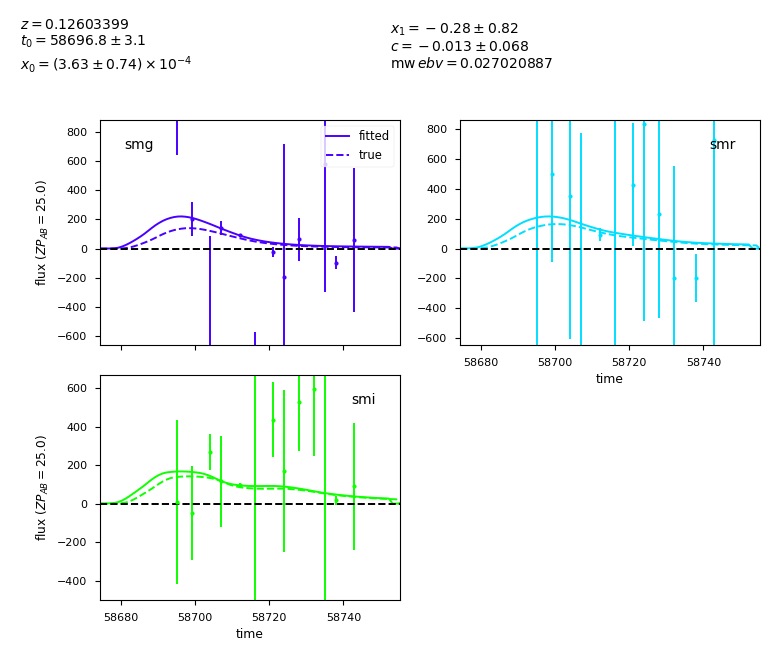 z = 0.12603399
t₀ = 58696.8 ± 3.1
x₀ = (3.63 ± 0.74) × 10⁻⁴
x₁ = −0.28 ± 0.82
c = −0.013 ± 0.068
mw ebv = 0.027020887
smg
fitted
true
800
600
400
200
0
−200
−400
−600
flux (ZP_AB = 25.0)
smr
800
600
400
200
0
−200
−400
−600
58680 58700 58720 58740
time
smi
600
400
200
0
−200
−400
flux (ZP_AB = 25.0)
58680 58700 58720 58740
time